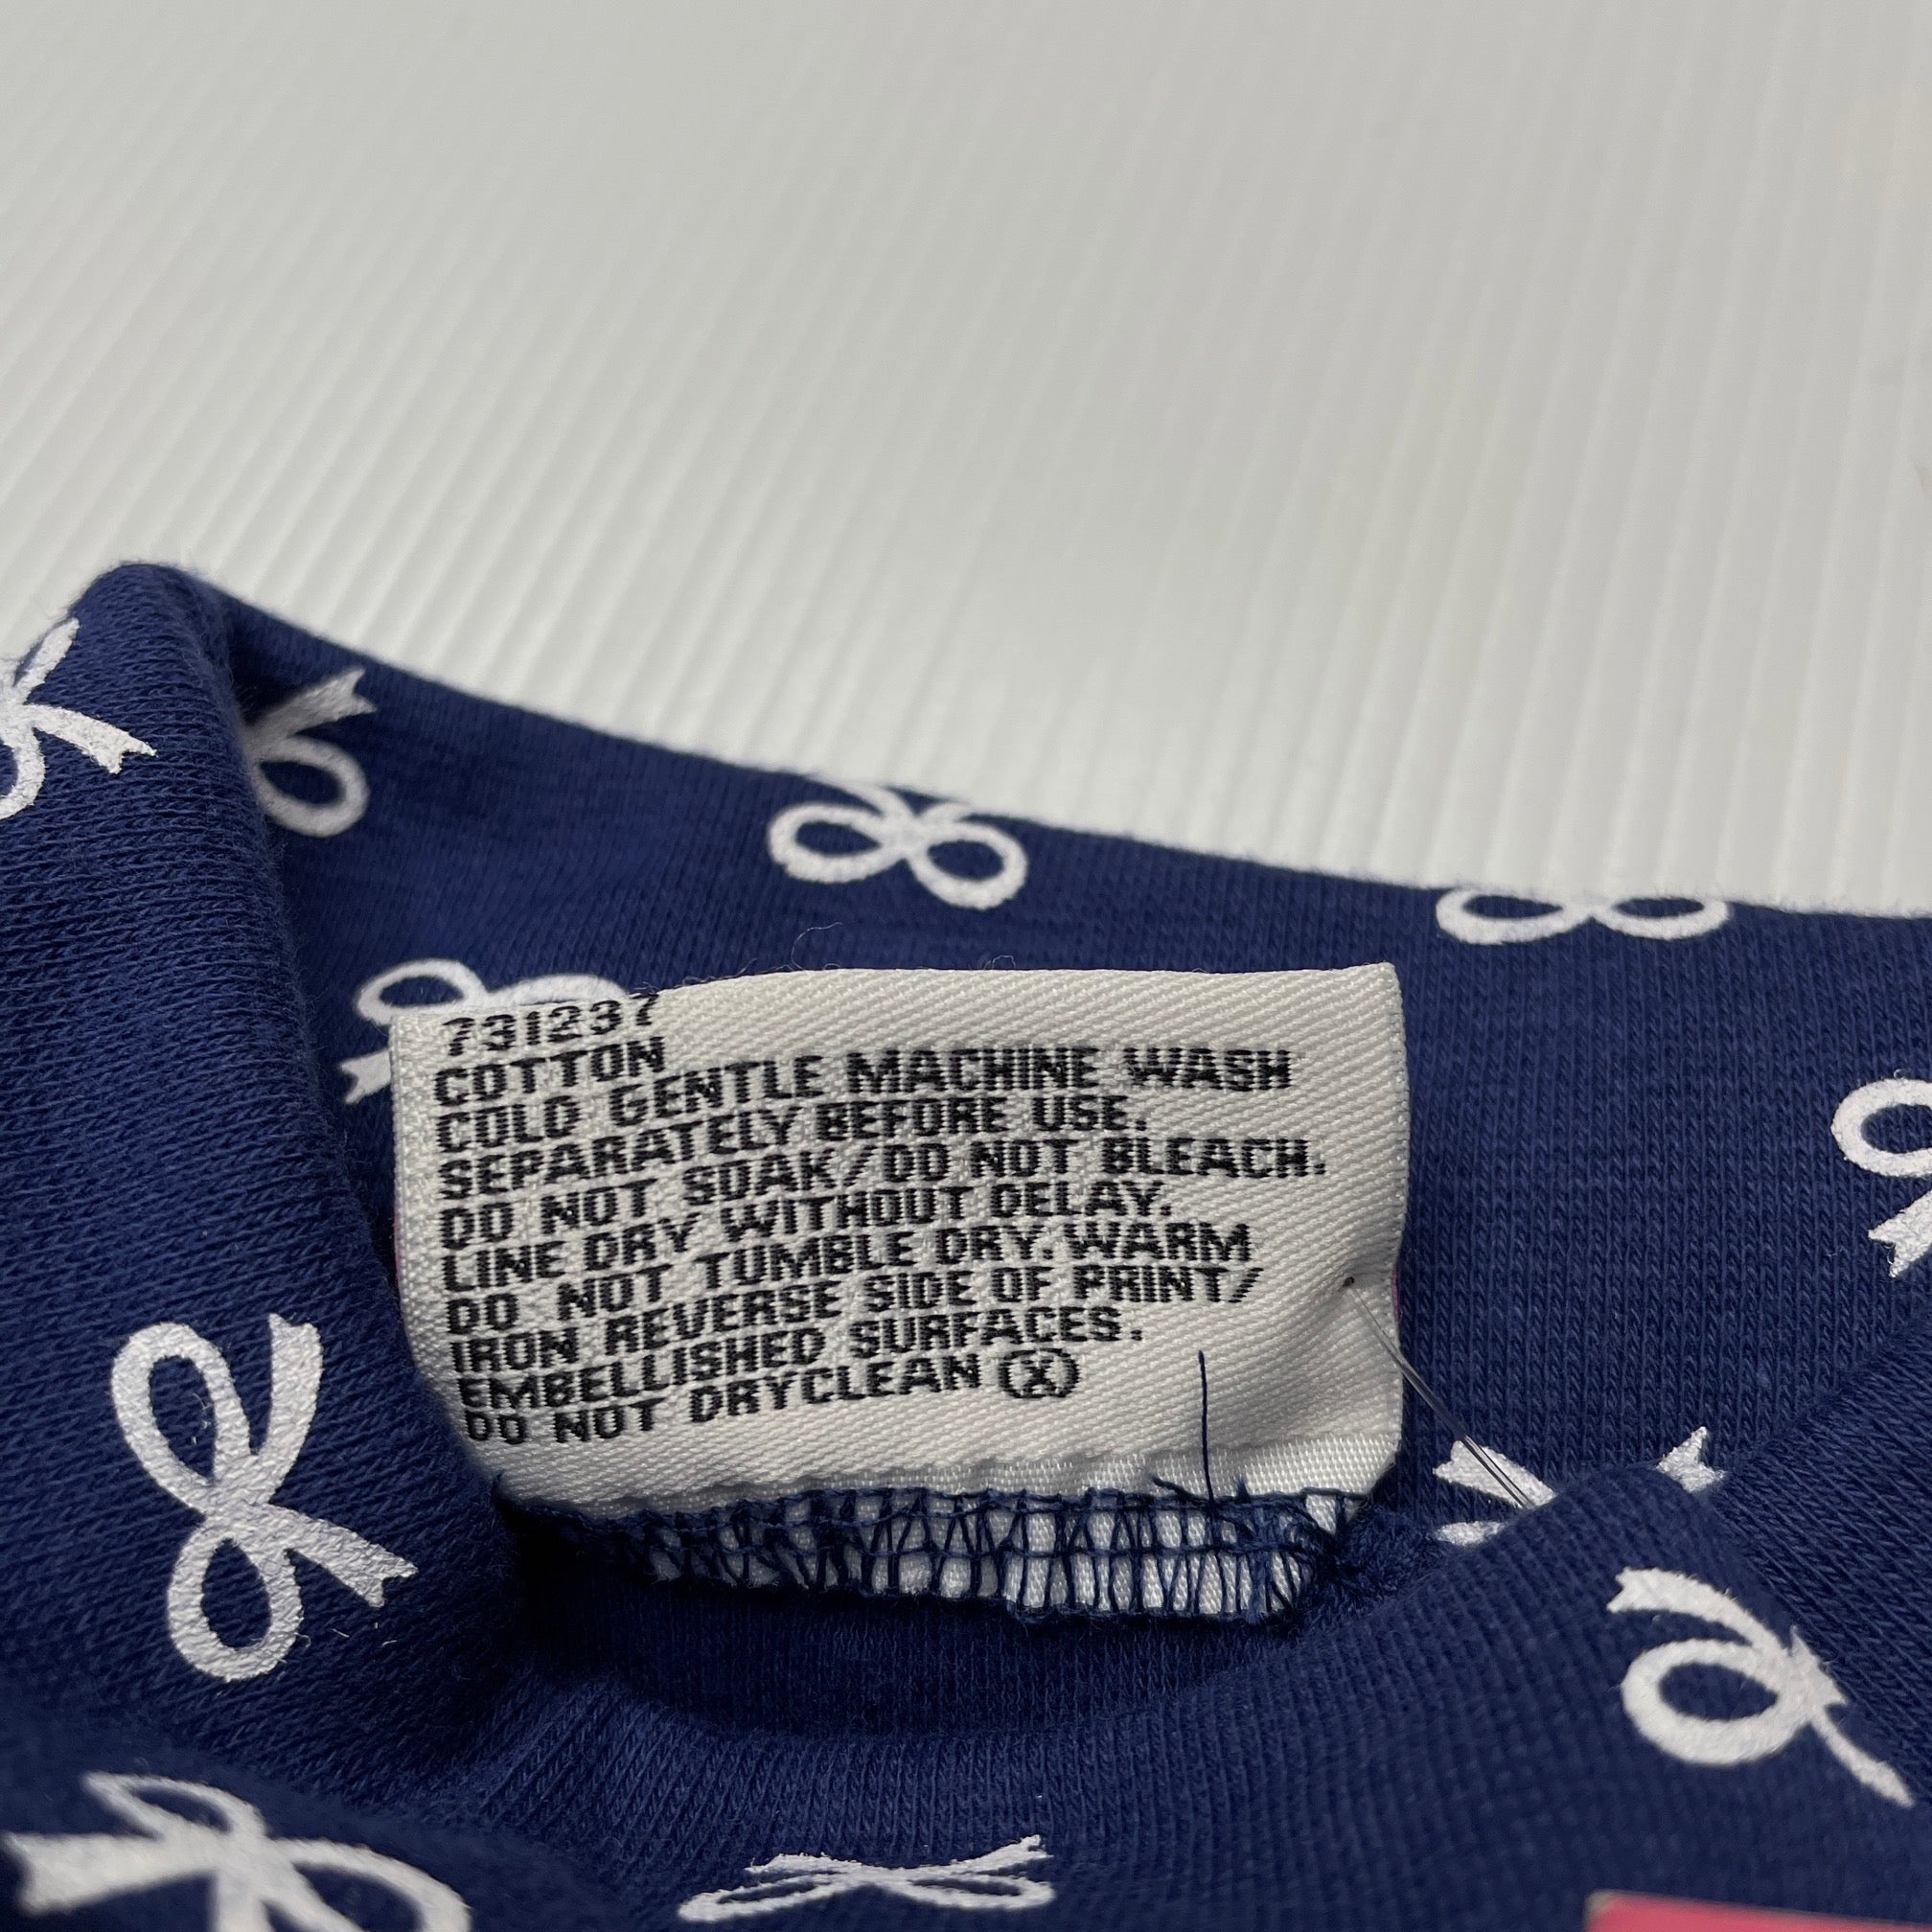 731237
COTTON
COLD GENTLE MACHINE WASH
SEPARATELY BEFORE USE.
DO NOT SOAK/DO NOT BLEACH.
LINE DRY WITHOUT DELAY.
DO NOT TUMBLE DRY. WARM
IRON REVERSE SIDE OF PRINT/
EMBELLISHED SURFACES.
DO NOT DRYCLEAN (X)